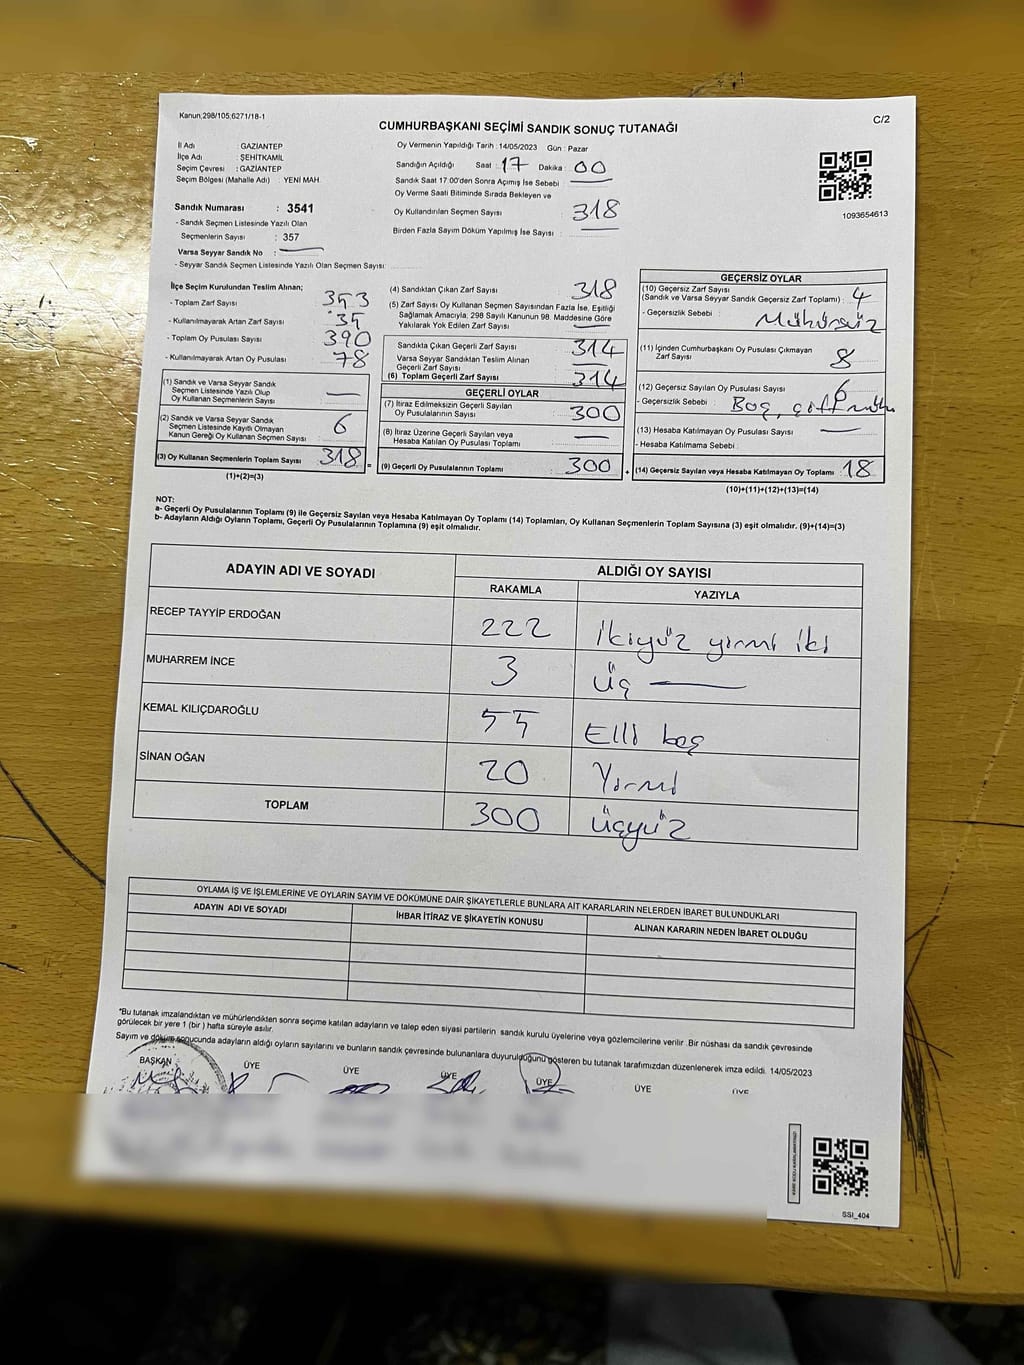 Kanun;298/105;6271/18-1
C/2
CUMHURBAŞKANI SEÇİMİ SANDIK SONUÇ TUTANAĞI
İl Adı : GAZİANTEP
İlçe Adı : ŞEHİTKAMİL
Seçim Çevresi : GAZİANTEP
Seçim Bölgesi (Mahalle Adı) : YENİ MAH.
Sandık Numarası : 3541
- Sandık Seçmen Listesinde Yazılı Olan
Seçmenlerin Sayısı : 357
Varsa Seyyar Sandık No :
- Seyyar Sandık Seçmen Listesinde Yazılı Olan Seçmen Sayısı:
Oy Vermenin Yapıldığı Tarih : 14/05/2023 Gün : Pazar
Sandığın Açıldığı Saat : 17 Dakika : 00
Sandık Saat 17.00'den Sonra Açımış İse Sebebi
Oy Verme Saati Bitiminde Sırada Bekleyen ve
Oy Kullandırılan Seçmen Sayısı : 318
Birden Fazla Sayım Döküm Yapılmış İse Sayısı :
1093654613
İlçe Seçim Kurulundan Teslim Alınan;
- Toplam Zarf Sayısı : 353
- Kullanılmayarak Artan Zarf Sayısı : 35
- Toplam Oy Pusulası Sayısı : 390
- Kullanılmayarak Artan Oy Pusulası : 78
(1) Sandık ve Varsa Seyyar Sandık
Seçmen Listesinde Yazılı Olup
Oy Kullanan Seçmenlerin Sayısı
(2) Sandık ve Varsa Seyyar Sandık
Seçmen Listesinde Kayıtlı Olmayan
Kanun Gereği Oy Kullanan Seçmen Sayısı : 6
(3) Oy Kullanan Seçmenlerin Toplam Sayısı 318 =
(1)+(2)=(3)
(4) Sandıktan Çıkan Zarf Sayısı : 318
(5) Zarf Sayısı Oy Kullanan Seçmen Sayısından Fazla İse, Eşitliği
Sağlamak Amacıyla, 298 Sayılı Kanunun 98. Maddesine Göre
Yakılarak Yok Edilen Zarf Sayısı :
Sandıkta Çıkan Geçerli Zarf Sayısı : 314
Varsa Seyyar Sandıktan Teslim Alınan
Geçerli Zarf Sayısı :
(6) Toplam Geçerli Zarf Sayısı : 314
GEÇERLİ OYLAR
(7) İtiraz Edilmeksizin Geçerli Sayılan
Oy Pusulalarının Sayısı : 300
(8) İtiraz Üzerine Geçerli Sayılan veya
Hesaba Katılan Oy Pusulası Toplamı :
(9) Geçerli Oy Pusulalarının Toplamı : 300 +
GEÇERSİZ OYLAR
(10) Geçersiz Zarf Sayısı
(Sandık ve Varsa Seyyar Sandık Geçersiz Zarf Toplamı) : 4
- Geçersizlik Sebebi : Mühürsüz
(11) İçinden Cumhurbaşkanı Oy Pusulası Çıkmayan
Zarf Sayısı : 8
(12) Geçersiz Sayılan Oy Pusulası Sayısı : 6
- Geçersizlik Sebebi : Boş, çift mühü
(13) Hesaba Katılmayan Oy Pusulası Sayısı :
- Hesaba Katılmama Sebebi :
(14) Geçersiz Sayılan veya Hesaba Katılmayan Oy Toplamı : 18
(10)+(11)+(12)+(13)=(14)
NOT:
a- Geçerli Oy Pusulalarının Toplamı (9) ile Geçersiz Sayılan veya Hesaba Katılmayan Oy Toplamı (14) Toplamları, Oy Kullanan Seçmenlerin Toplam Sayısına (3) eşit olmalıdır. (9)+(14)=(3)
b- Adayların Aldığı Oyların Toplamı, Geçerli Oy Pusulalarının Toplamına (9) eşit olmalıdır.
ADAYIN ADI VE SOYADI ALDIĞI OY SAYISI
RAKAMLA YAZIYLA
RECEP TAYYİP ERDOĞAN 222 ikiyüz yirmi iki
MUHARREM İNCE 3 üç
KEMAL KILIÇDAROĞLU 55 Elli beş
SİNAN OĞAN 20 Yirmi
TOPLAM 300 üçyüz
OYLAMA İŞ VE İŞLEMLERİNE VE OYLARIN SAYIM VE DÖKÜMÜNE DAİR ŞİKAYETLERLE BUNLARA AİT KARARLARIN NELERDEN İBARET BULUNDUKLARI
ADAYIN ADI VE SOYADI İHBAR İTİRAZ VE ŞİKAYETİN KONUSU ALINAN KARARIN NEDEN İBARET OLDUĞU
*Bu tutanak imzalandıktan ve mühürlendikten sonra seçime katılan adayların ve talep eden siyasi partilerin sandık kurulu üyelerine veya gözlemcilerine verilir .Bir nüshası da sandık çevresinde
görülecek bir yere 1 (bir ) hafta süreyle asılır.
Sayım ve döküm sonucunda adayların aldığı oyların sayılarını ve bunların sandık çevresinde bulunanlara duyurulduğunu gösteren bu tutanak tarafımızdan düzenlenerek imza edildi. 14/05/2023
BAŞKAN ÜYE ÜYE ÜYE ÜYE ÜYE ÜYE
SSİ_404